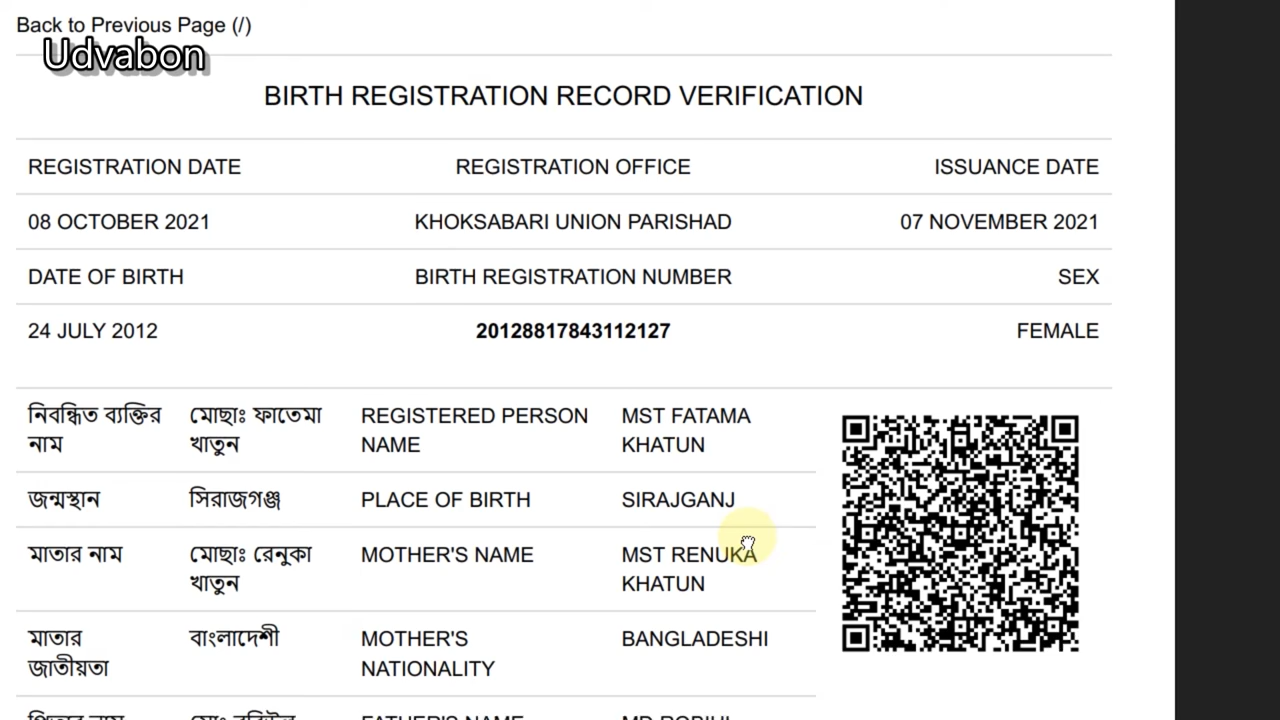 Back to Previous Page (/)
Udvabon
BIRTH REGISTRATION RECORD VERIFICATION
REGISTRATION DATE REGISTRATION OFFICE ISSUANCE DATE
08 OCTOBER 2021 KHOKSABARI UNION PARISHAD 07 NOVEMBER 2021
DATE OF BIRTH BIRTH REGISTRATION NUMBER SEX
24 JULY 2012 20128817843112127 FEMALE
নিবন্ধিত ব্যক্তির মোছাঃ ফাতেমা REGISTERED PERSON MST FATAMA
নাম খাতুন NAME KHATUN
জন্মস্থান সিরাজগঞ্জ PLACE OF BIRTH SIRAJGANJ
মাতার নাম মোছাঃ রেনুকা MOTHER'S NAME MST RENUKA
খাতুন KHATUN
মাতার বাংলাদেশী MOTHER'S BANGLADESHI
জাতীয়তা NATIONALITY
পিতার নাম FATHER'S NAME MD